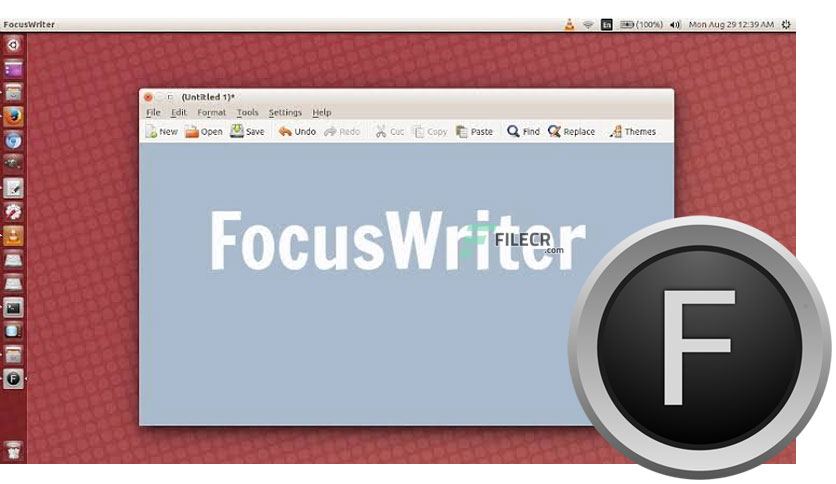 FocusWriter
En (100%) Mon Aug 29 12:39 AM
(Untitled 1)*
File Edit Format Tools Settings Help
New Open Save Undo Redo Cut Copy Paste Find Replace Themes
FocusWriter
FILECR
.com
F
F